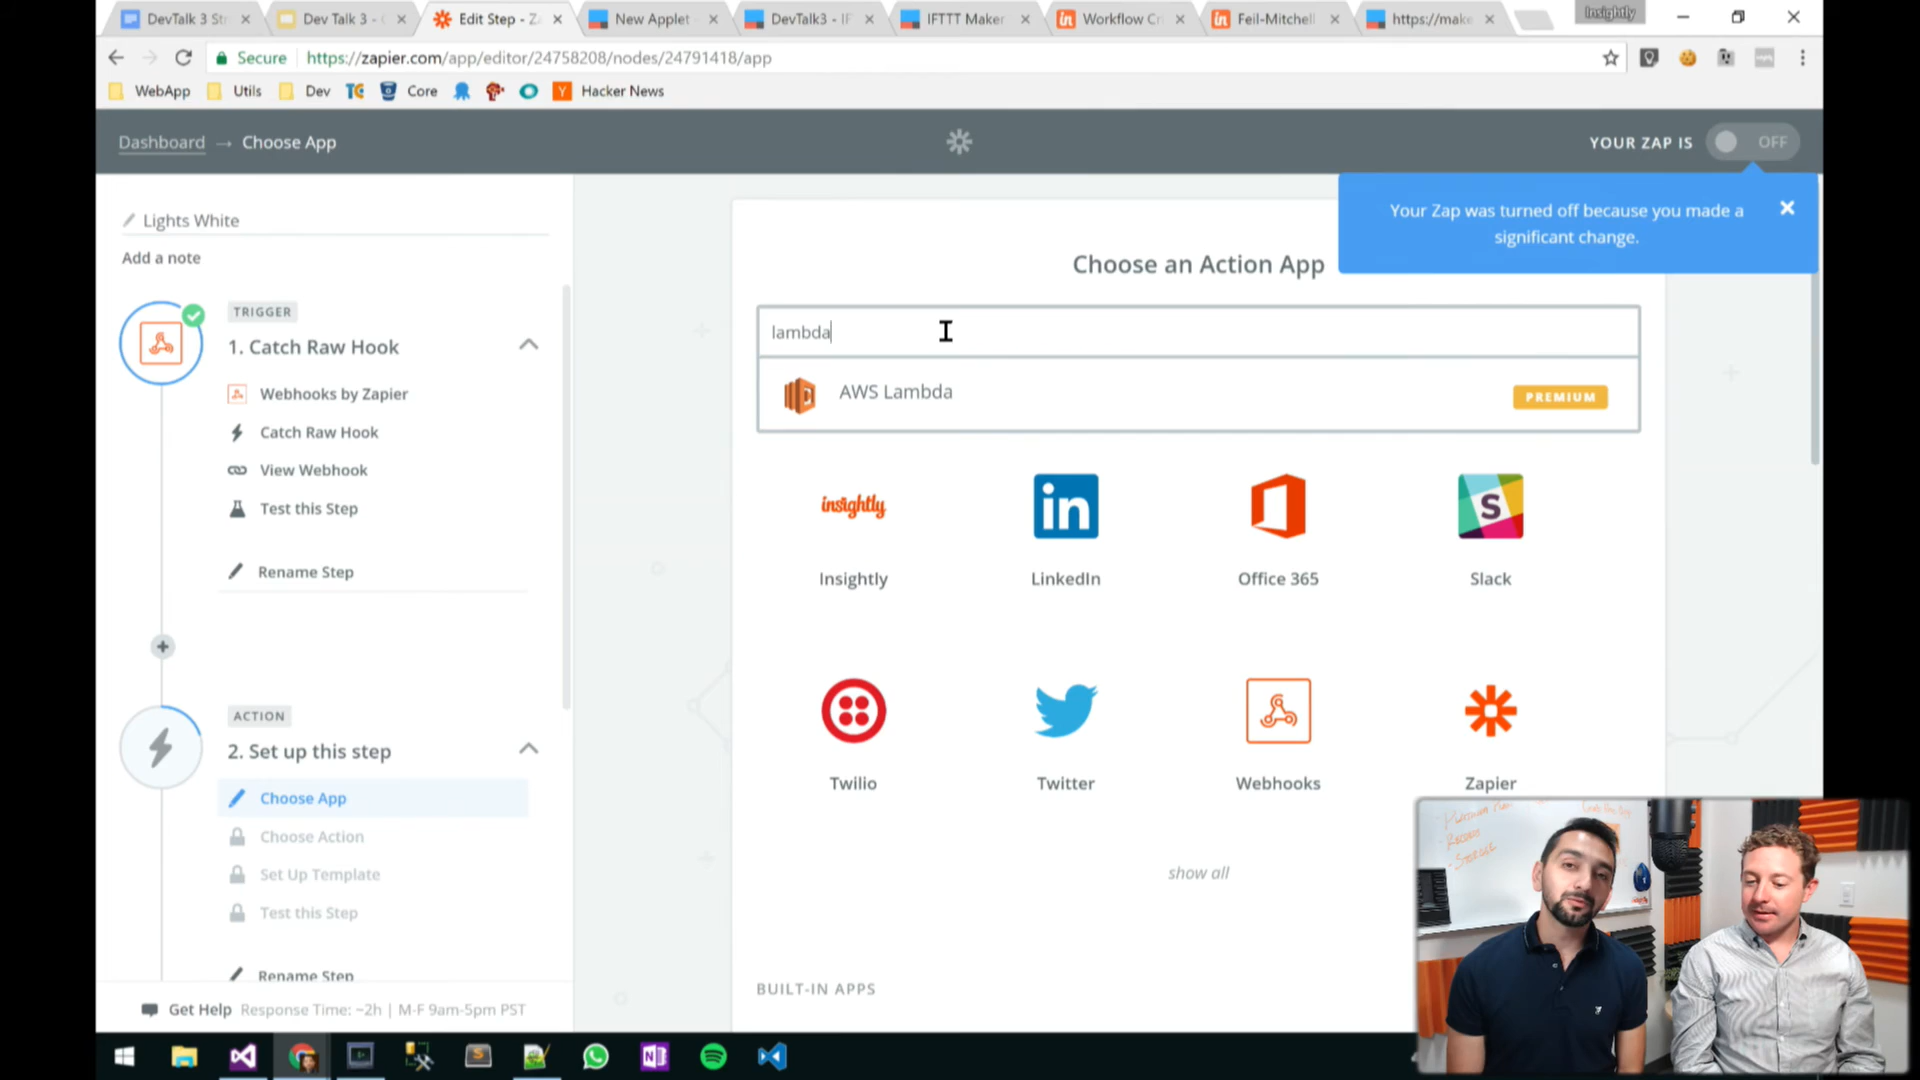 DevTalk 3 St
Dev Talk 3 -
Edit Step - Z
New Applet
DevTalk3 - IF
IFTTT Maker
Workflow Cr
Feil-Mitchell
https://make
Insightly
Secure
https://zapier.com/app/editor/24758208/nodes/24791418/app
WebApp
Utils
Dev
Core
Hacker News
Dashboard → Choose App
YOUR ZAP IS
OFF
Your Zap was turned off because you made a
significant change.
Lights White
Add a note
TRIGGER
1. Catch Raw Hook
Webhooks by Zapier
Catch Raw Hook
View Webhook
Test this Step
Rename Step
ACTION
2. Set up this step
Choose App
Choose Action
Set Up Template
Test this Step
Rename Step
Get Help Response Time: ~2h | M-F 9am-5pm PST
Choose an Action App
lambda
AWS Lambda
PREMIUM
insightly
Insightly
LinkedIn
Office 365
Slack
Twilio
Twitter
Webhooks
Zapier
show all
BUILT-IN APPS